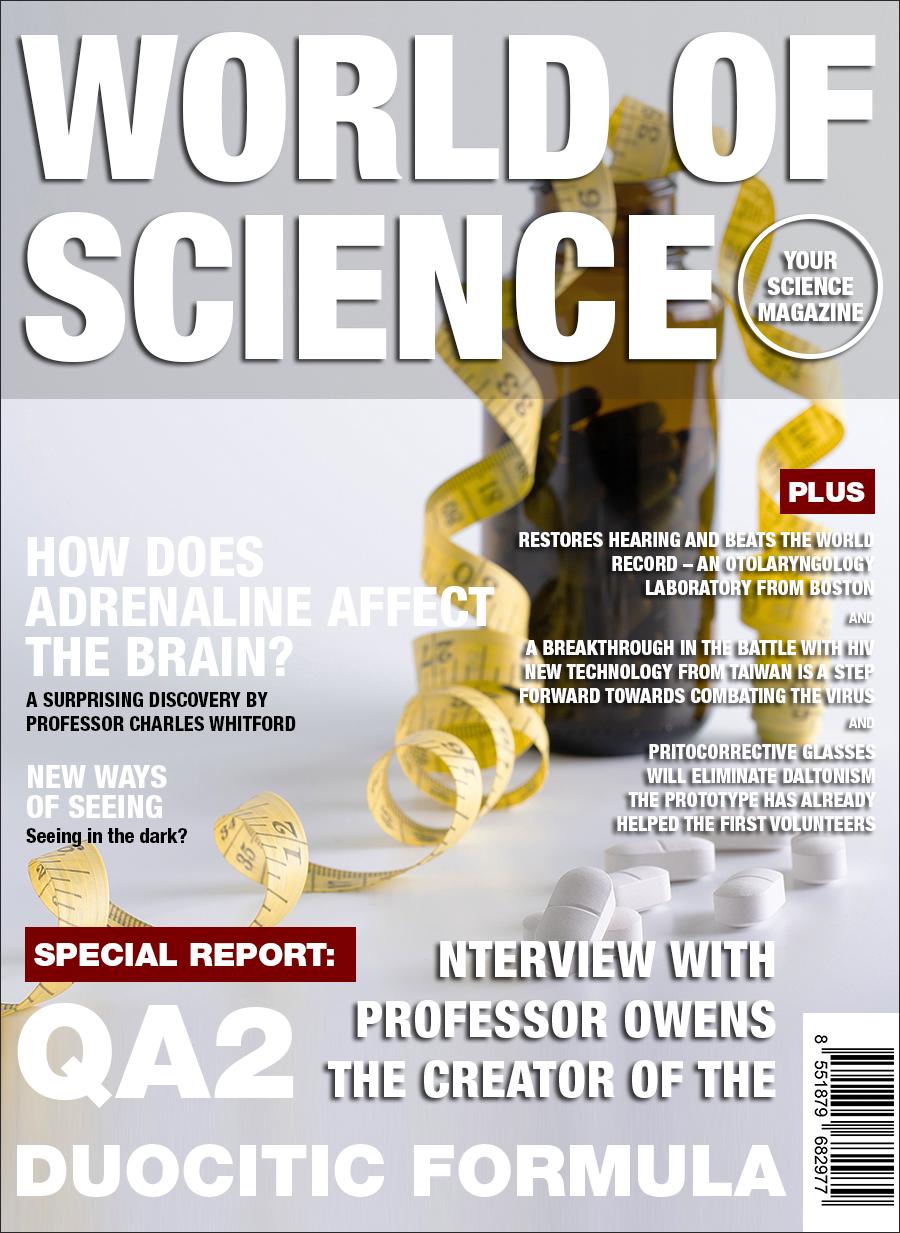 WORLD OF
SCIENCE
YOUR
SCIENCE
MAGAZINE
PLUS
RESTORES HEARING AND BEATS THE WORLD
RECORD – AN OTOLARYNGOLOGY
LABORATORY FROM BOSTON
AND
A BREAKTHROUGH IN THE BATTLE WITH HIV
NEW TECHNOLOGY FROM TAIWAN IS A STEP
FORWARD TOWARDS COMBATING THE VIRUS
AND
PRITOCORRECTIVE GLASSES
WILL ELIMINATE DALTONISM
THE PROTOTYPE HAS ALREADY
HELPED THE FIRST VOLUNTEERS
HOW DOES
ADRENALINE AFFECT
THE BRAIN?
A SURPRISING DISCOVERY BY
PROFESSOR CHARLES WHITFORD
NEW WAYS
OF SEEING
Seeing in the dark?
SPECIAL REPORT:
QA2
NTERVIEW WITH
PROFESSOR OWENS
THE CREATOR OF THE
DUOCITIC FORMULA
8 551879 682977